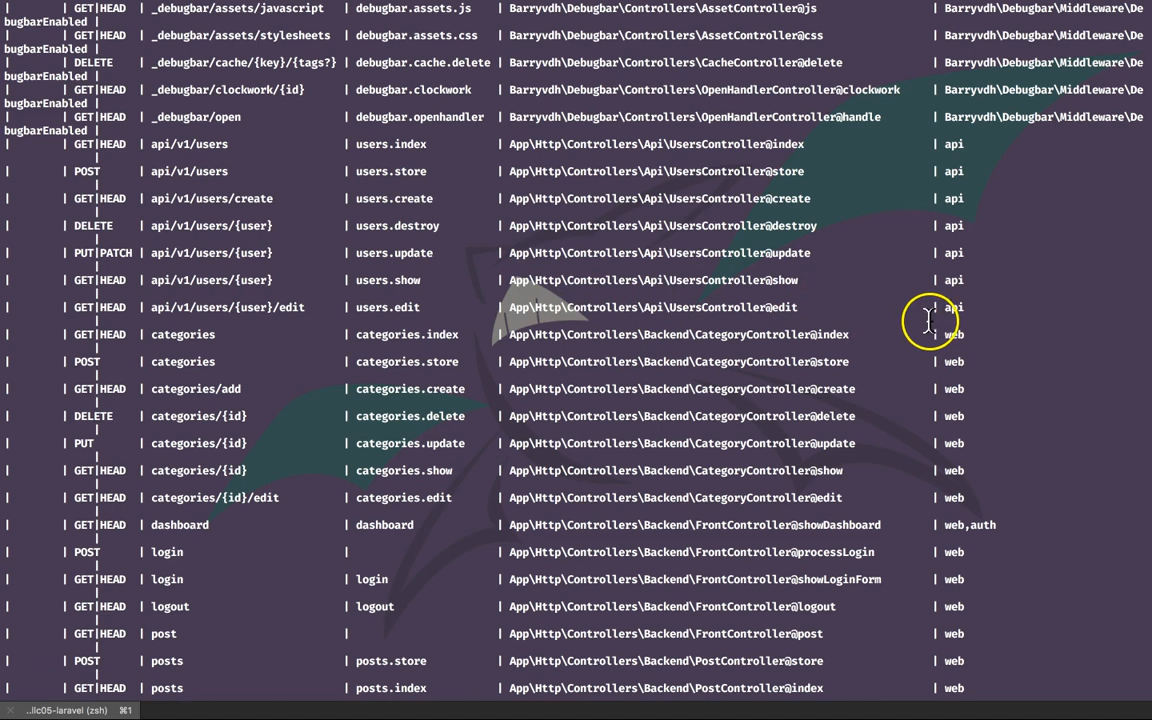 |         | GET|HEAD  | _debugbar/assets/javascript   | debugbar.assets.js    | Barryvdh\Debugbar\Controllers\AssetController@js                  | Barryvdh\Debugbar\Middleware\De
bugbarEnabled |
|         | GET|HEAD  | _debugbar/assets/stylesheets  | debugbar.assets.css   | Barryvdh\Debugbar\Controllers\AssetController@css                 | Barryvdh\Debugbar\Middleware\De
bugbarEnabled |
|         | DELETE    | _debugbar/cache/{key}/{tags?} | debugbar.cache.delete | Barryvdh\Debugbar\Controllers\CacheController@delete              | Barryvdh\Debugbar\Middleware\De
bugbarEnabled |
|         | GET|HEAD  | _debugbar/clockwork/{id}      | debugbar.clockwork    | Barryvdh\Debugbar\Controllers\OpenHandlerController@clockwork     | Barryvdh\Debugbar\Middleware\De
bugbarEnabled |
|         | GET|HEAD  | _debugbar/open                | debugbar.openhandler  | Barryvdh\Debugbar\Controllers\OpenHandlerController@handle        | Barryvdh\Debugbar\Middleware\De
bugbarEnabled |
|         | GET|HEAD  | api/v1/users                  | users.index           | App\Http\Controllers\Api\UsersController@index                    | api
|
|         | POST      | api/v1/users                  | users.store           | App\Http\Controllers\Api\UsersController@store                    | api
|
|         | GET|HEAD  | api/v1/users/create           | users.create          | App\Http\Controllers\Api\UsersController@create                   | api
|
|         | DELETE    | api/v1/users/{user}           | users.destroy         | App\Http\Controllers\Api\UsersController@destroy                  | api
|
|         | PUT|PATCH | api/v1/users/{user}           | users.update          | App\Http\Controllers\Api\UsersController@update                   | api
|
|         | GET|HEAD  | api/v1/users/{user}           | users.show            | App\Http\Controllers\Api\UsersController@show                     | api
|
|         | GET|HEAD  | api/v1/users/{user}/edit      | users.edit            | App\Http\Controllers\Api\UsersController@edit                     | api
|
|         | GET|HEAD  | categories                    | categories.index      | App\Http\Controllers\Backend\CategoryController@index             | web
|
|         | POST      | categories                    | categories.store      | App\Http\Controllers\Backend\CategoryController@store             | web
|
|         | GET|HEAD  | categories/add                | categories.create     | App\Http\Controllers\Backend\CategoryController@create            | web
|
|         | DELETE    | categories/{id}               | categories.delete     | App\Http\Controllers\Backend\CategoryController@delete            | web
|
|         | PUT       | categories/{id}               | categories.update     | App\Http\Controllers\Backend\CategoryController@update            | web
|
|         | GET|HEAD  | categories/{id}               | categories.show       | App\Http\Controllers\Backend\CategoryController@show              | web
|
|         | GET|HEAD  | categories/{id}/edit          | categories.edit       | App\Http\Controllers\Backend\CategoryController@edit              | web
|
|         | GET|HEAD  | dashboard                     | dashboard             | App\Http\Controllers\Backend\FrontController@showDashboard        | web,auth
|
|         | POST      | login                         |                       | App\Http\Controllers\Backend\FrontController@processLogin         | web
|
|         | GET|HEAD  | login                         | login                 | App\Http\Controllers\Backend\FrontController@showLoginForm        | web
|
|         | GET|HEAD  | logout                        | logout                | App\Http\Controllers\Backend\FrontController@logout               | web
|
|         | GET|HEAD  | post                          |                       | App\Http\Controllers\Backend\FrontController@post                 | web
|
|         | POST      | posts                         | posts.store           | App\Http\Controllers\Backend\PostController@store                 | web
|
|         | GET|HEAD  | posts                         | posts.index           | App\Http\Controllers\Backend\PostController@index                 | web
..llc05-laravel (zsh) ⌘1